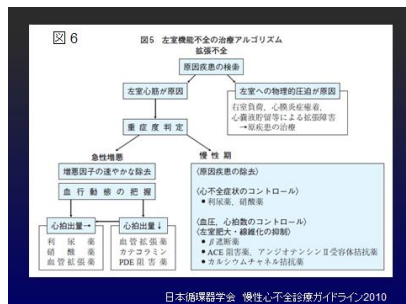 図6
図5 左室機能不全の治療アルゴリズム
拡張不全
原因疾患の検索
左室心筋が原因
左室への物理的圧迫が原因
右室負荷、心膜炎症癒着、
心嚢液貯留等による拡張障害
→原疾患の治療
重症度判定
急性増悪
慢性期
増悪因子の速やかな除去
血行動態の把握
心拍出量→
心拍出量↓
利尿薬
硝酸薬
血管拡張薬
血管拡張薬
カテコラミン
PDE阻害薬
〈原因疾患の除去〉
〈心不全症状のコントロール〉
●利尿薬、硝酸薬
〈血圧、心拍数のコントロール〉
〈左室肥大・線維化の抑制〉
●β遮断薬
●ACE阻害薬、アンジオテンシンⅡ受容体拮抗薬
●カルシウムチャネル拮抗薬
日本循環器学会 慢性心不全診療ガイドライン2010